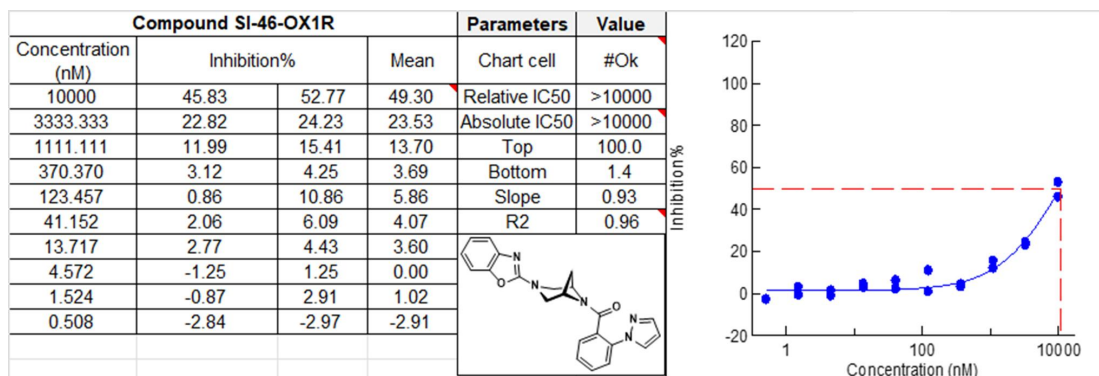 Compound SI-46-OX1R Parameters Value
Concentration (nM) Inhibition% Mean Chart cell #Ok
10000 45.83 52.77 49.30 Relative IC50 >10000
3333.333 22.82 24.23 23.53 Absolute IC50 >10000
1111.111 11.99 15.41 13.70 Top 100.0
370.370 3.12 4.25 3.69 Bottom 1.4
123.457 0.86 10.86 5.86 Slope 0.93
41.152 2.06 6.09 4.07 R2 0.96
13.717 2.77 4.43 3.60
4.572 -1.25 1.25 0.00
1.524 -0.87 2.91 1.02
0.508 -2.84 -2.97 -2.91
N
O
N
N
O
N
N
Inhibition%
120
100
80
60
40
20
0
-20
1 100 10000
Concentration (nM)